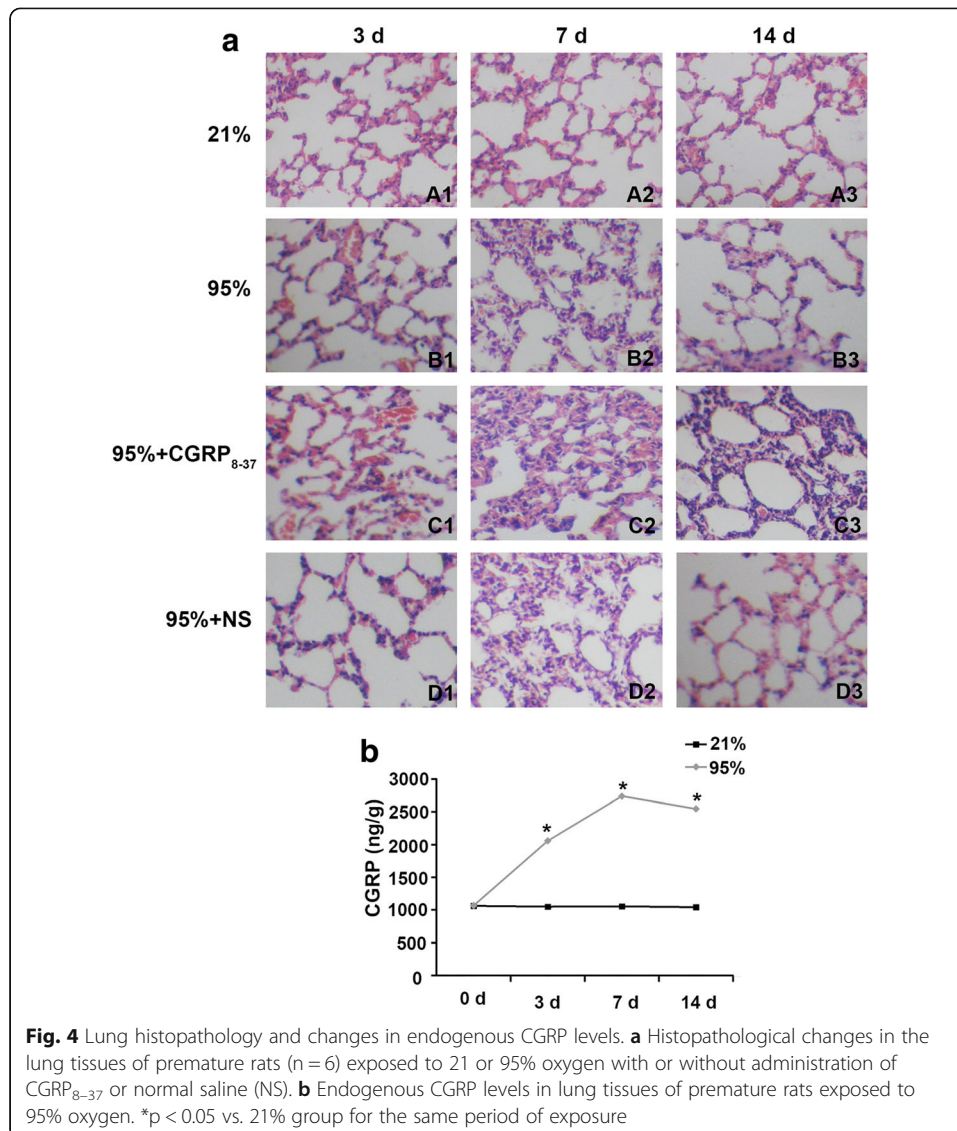 a
3 d 7 d 14 d
21%
A1 A2 A3
95%
B1 B2 B3
95%+CGRP8-37
C1 C2 C3
95%+NS
D1 D2 D3
b
21%
95%
3000
2500
2000
1500
1000
500
0
CGRP (ng/g)
* * *
0 d 3 d 7 d 14 d
Fig. 4 Lung histopathology and changes in endogenous CGRP levels. a Histopathological changes in the
lung tissues of premature rats (n = 6) exposed to 21 or 95% oxygen with or without administration of
CGRP8–37 or normal saline (NS). b Endogenous CGRP levels in lung tissues of premature rats exposed to
95% oxygen. *p < 0.05 vs. 21% group for the same period of exposure